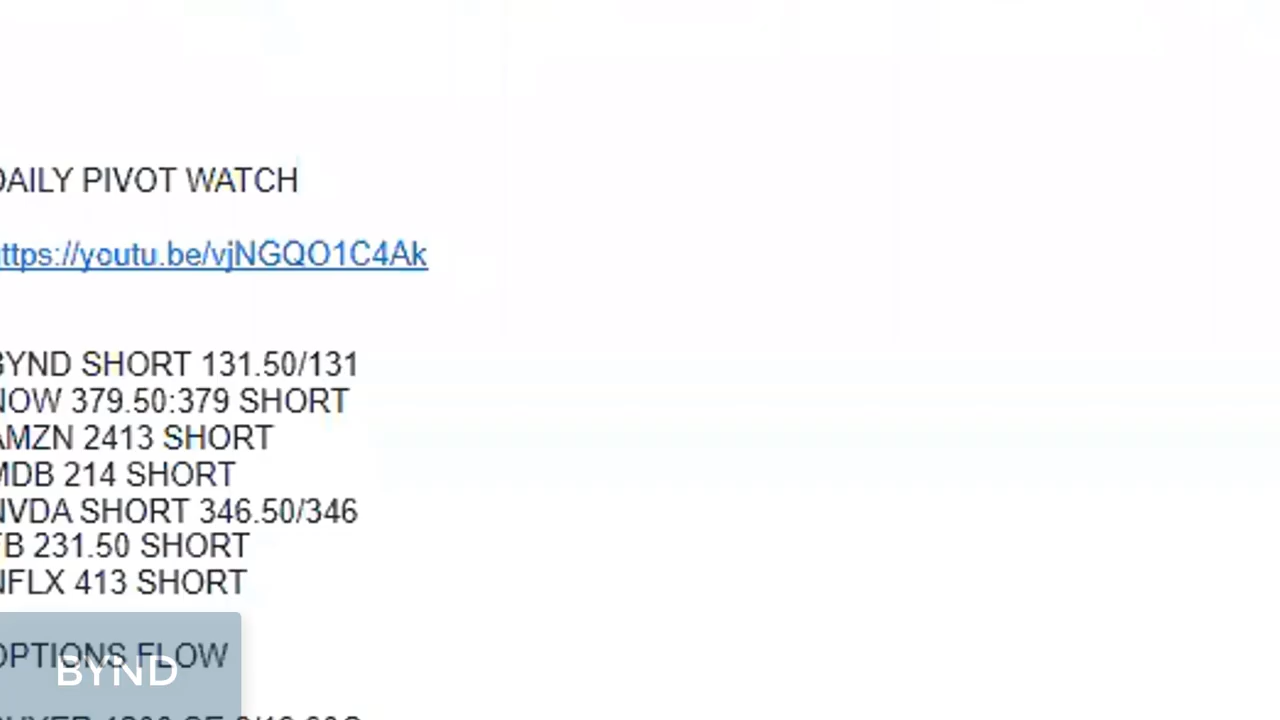 DAILY PIVOT WATCH
ttps://youtu.be/vjNGQO1C4Ak
BYND SHORT 131.50/131
NOW 379.50:379 SHORT
AMZN 2413 SHORT
MDB 214 SHORT
NVDA SHORT 346.50/346
FB 231.50 SHORT
NFLX 413 SHORT
OPTIONS FLOW
BYND